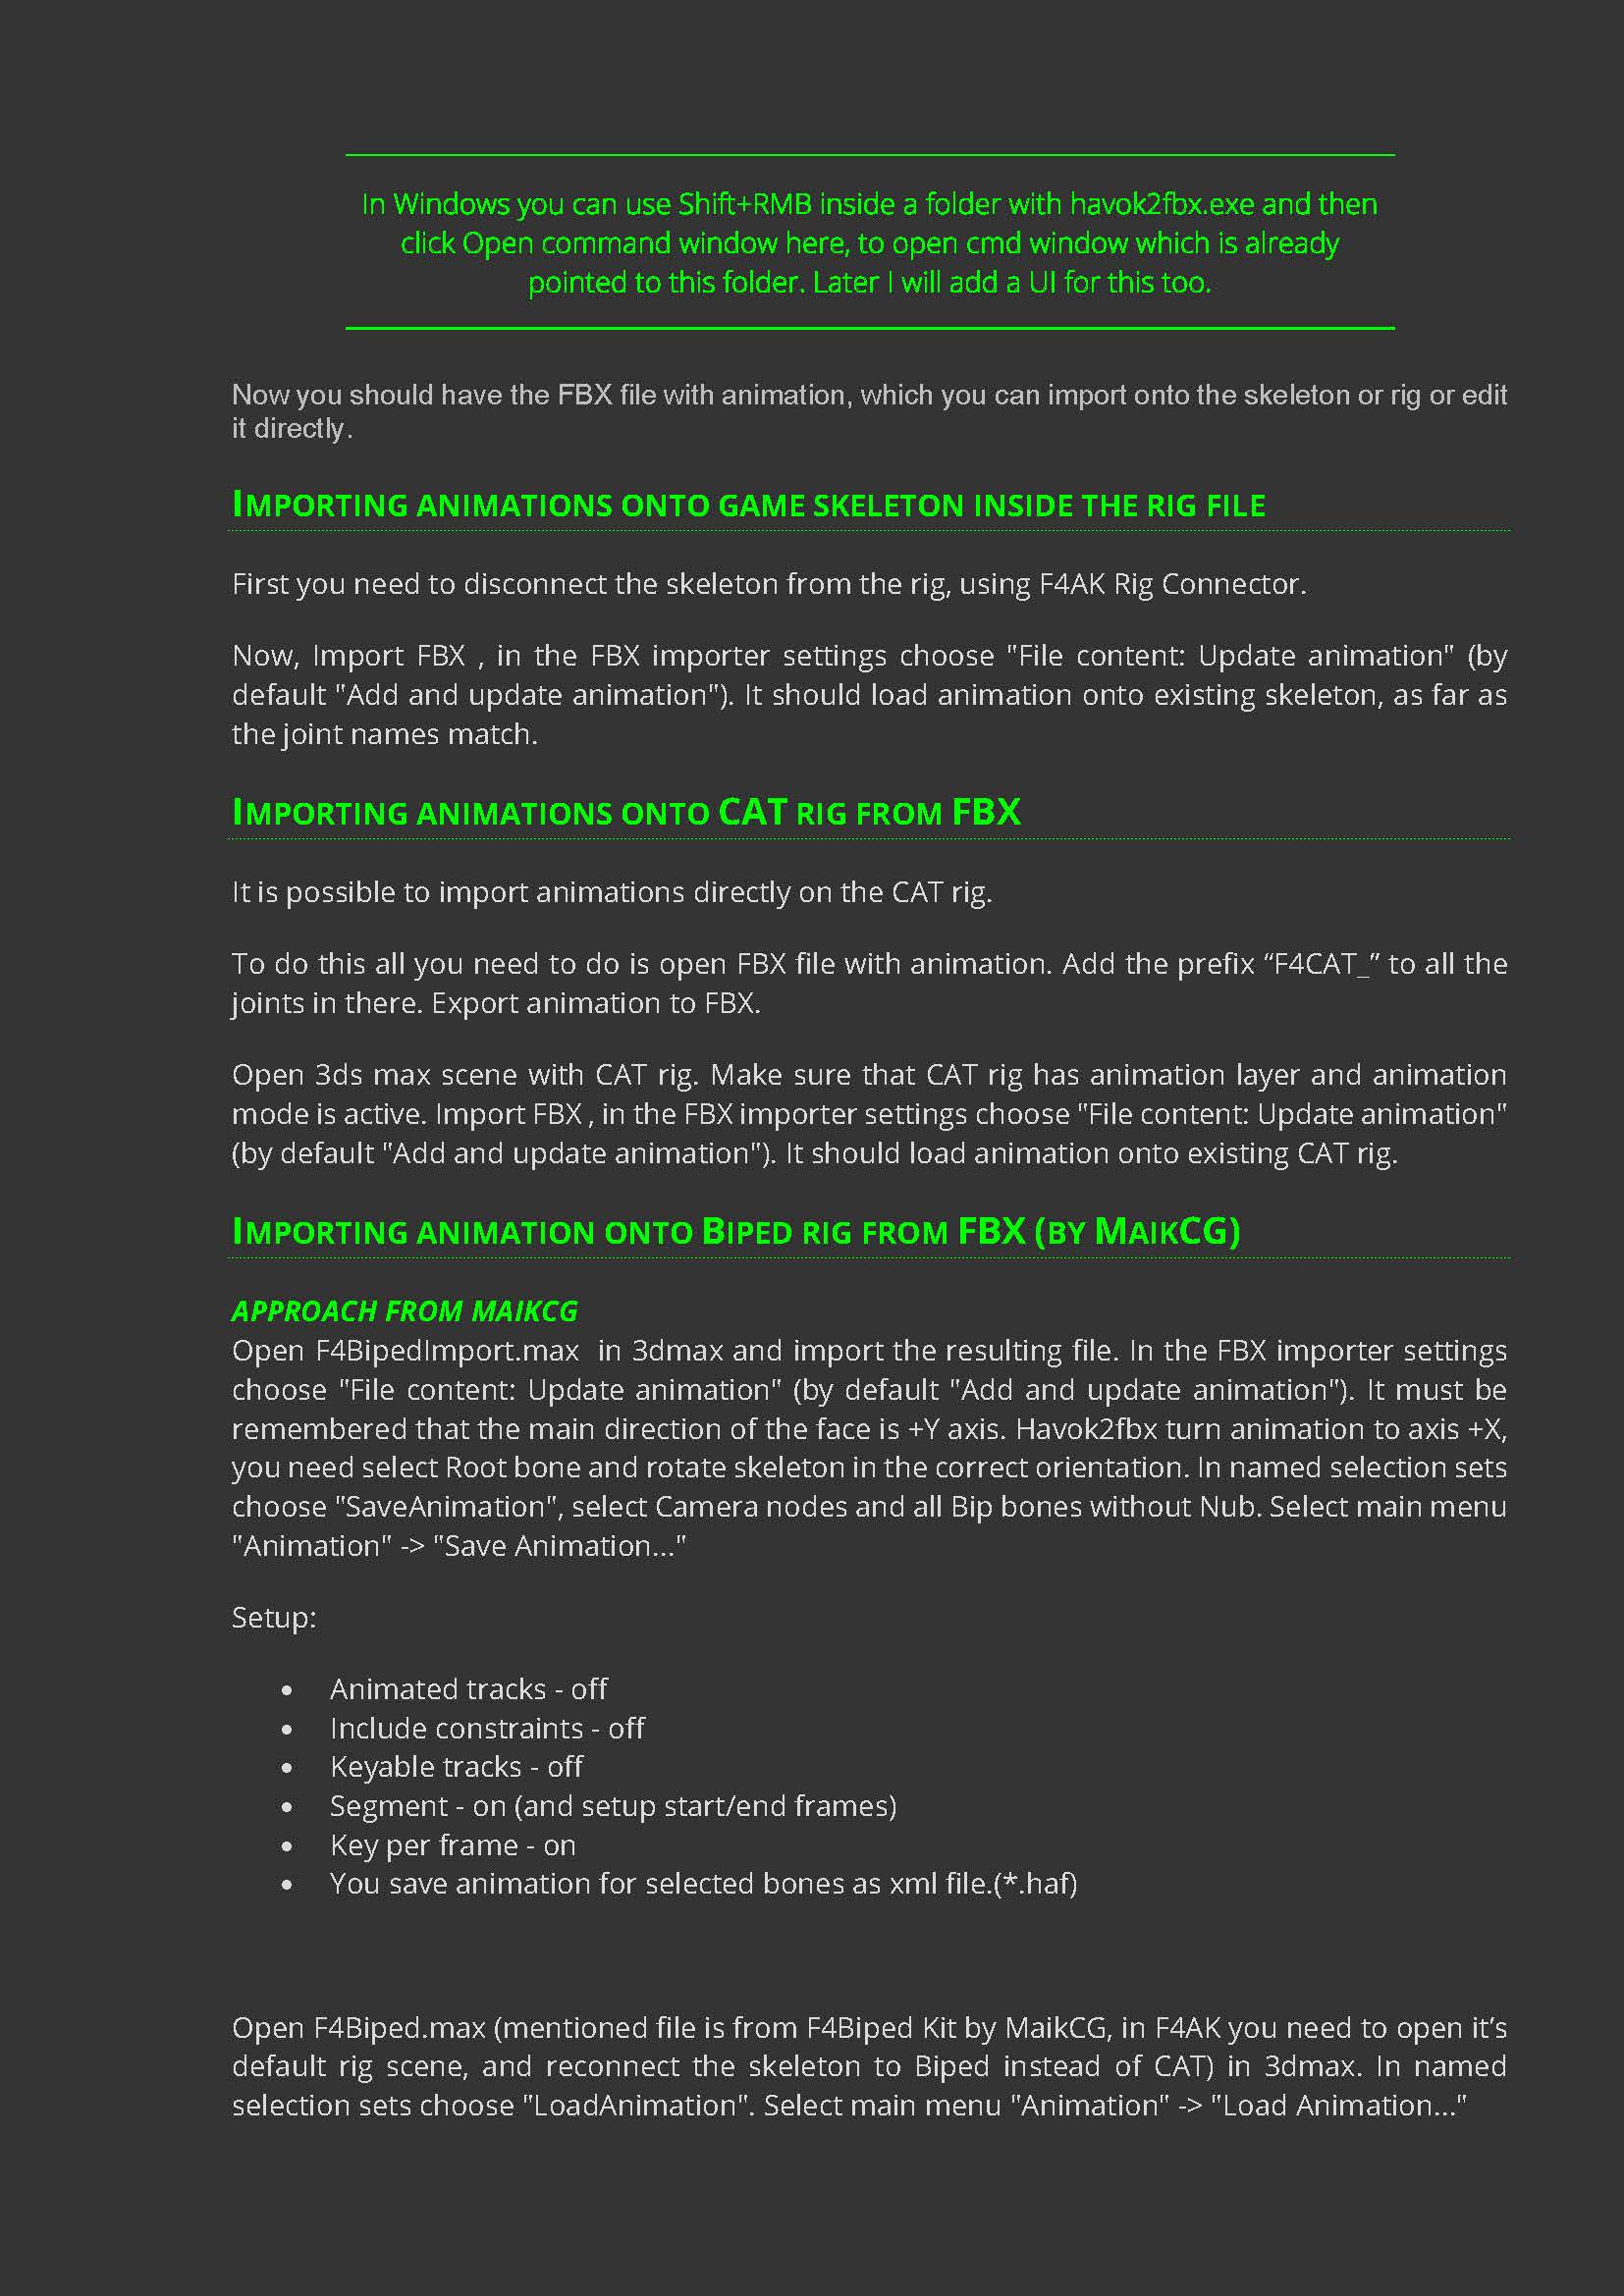 In Windows you can use Shift+RMB inside a folder with havok2fbx.exe and then
click Open command window here, to open cmd window which is already
pointed to this folder. Later I will add a UI for this too.
Now you should have the FBX file with animation, which you can import onto the skeleton or rig or edit
it directly.
IMPORTING ANIMATIONS ONTO GAME SKELETON INSIDE THE RIG FILE
First you need to disconnect the skeleton from the rig, using F4AK Rig Connector.
Now, Import FBX , in the FBX importer settings choose "File content: Update animation" (by
default "Add and update animation"). It should load animation onto existing skeleton, as far as
the joint names match.
IMPORTING ANIMATIONS ONTO CAT RIG FROM FBX
It is possible to import animations directly on the CAT rig.
To do this all you need to do is open FBX file with animation. Add the prefix “F4CAT_” to all the
joints in there. Export animation to FBX.
Open 3ds max scene with CAT rig. Make sure that CAT rig has animation layer and animation
mode is active. Import FBX , in the FBX importer settings choose "File content: Update animation"
(by default "Add and update animation"). It should load animation onto existing CAT rig.
IMPORTING ANIMATION ONTO BIPED RIG FROM FBX (BY MAIKCG)
APPROACH FROM MAIKCG
Open F4BipedImport.max  in 3dmax and import the resulting file. In the FBX importer settings
choose "File content: Update animation" (by default "Add and update animation"). It must be
remembered that the main direction of the face is +Y axis. Havok2fbx turn animation to axis +X,
you need select Root bone and rotate skeleton in the correct orientation. In named selection sets
choose "SaveAnimation", select Camera nodes and all Bip bones without Nub. Select main menu
"Animation" -> "Save Animation..."
Setup:
• Animated tracks - off
• Include constraints - off
• Keyable tracks - off
• Segment - on (and setup start/end frames)
• Key per frame - on
• You save animation for selected bones as xml file.(*.haf)
Open F4Biped.max (mentioned file is from F4Biped Kit by MaikCG, in F4AK you need to open it’s
default rig scene, and reconnect the skeleton to Biped instead of CAT) in 3dmax. In named
selection sets choose "LoadAnimation". Select main menu "Animation" -> "Load Animation..."